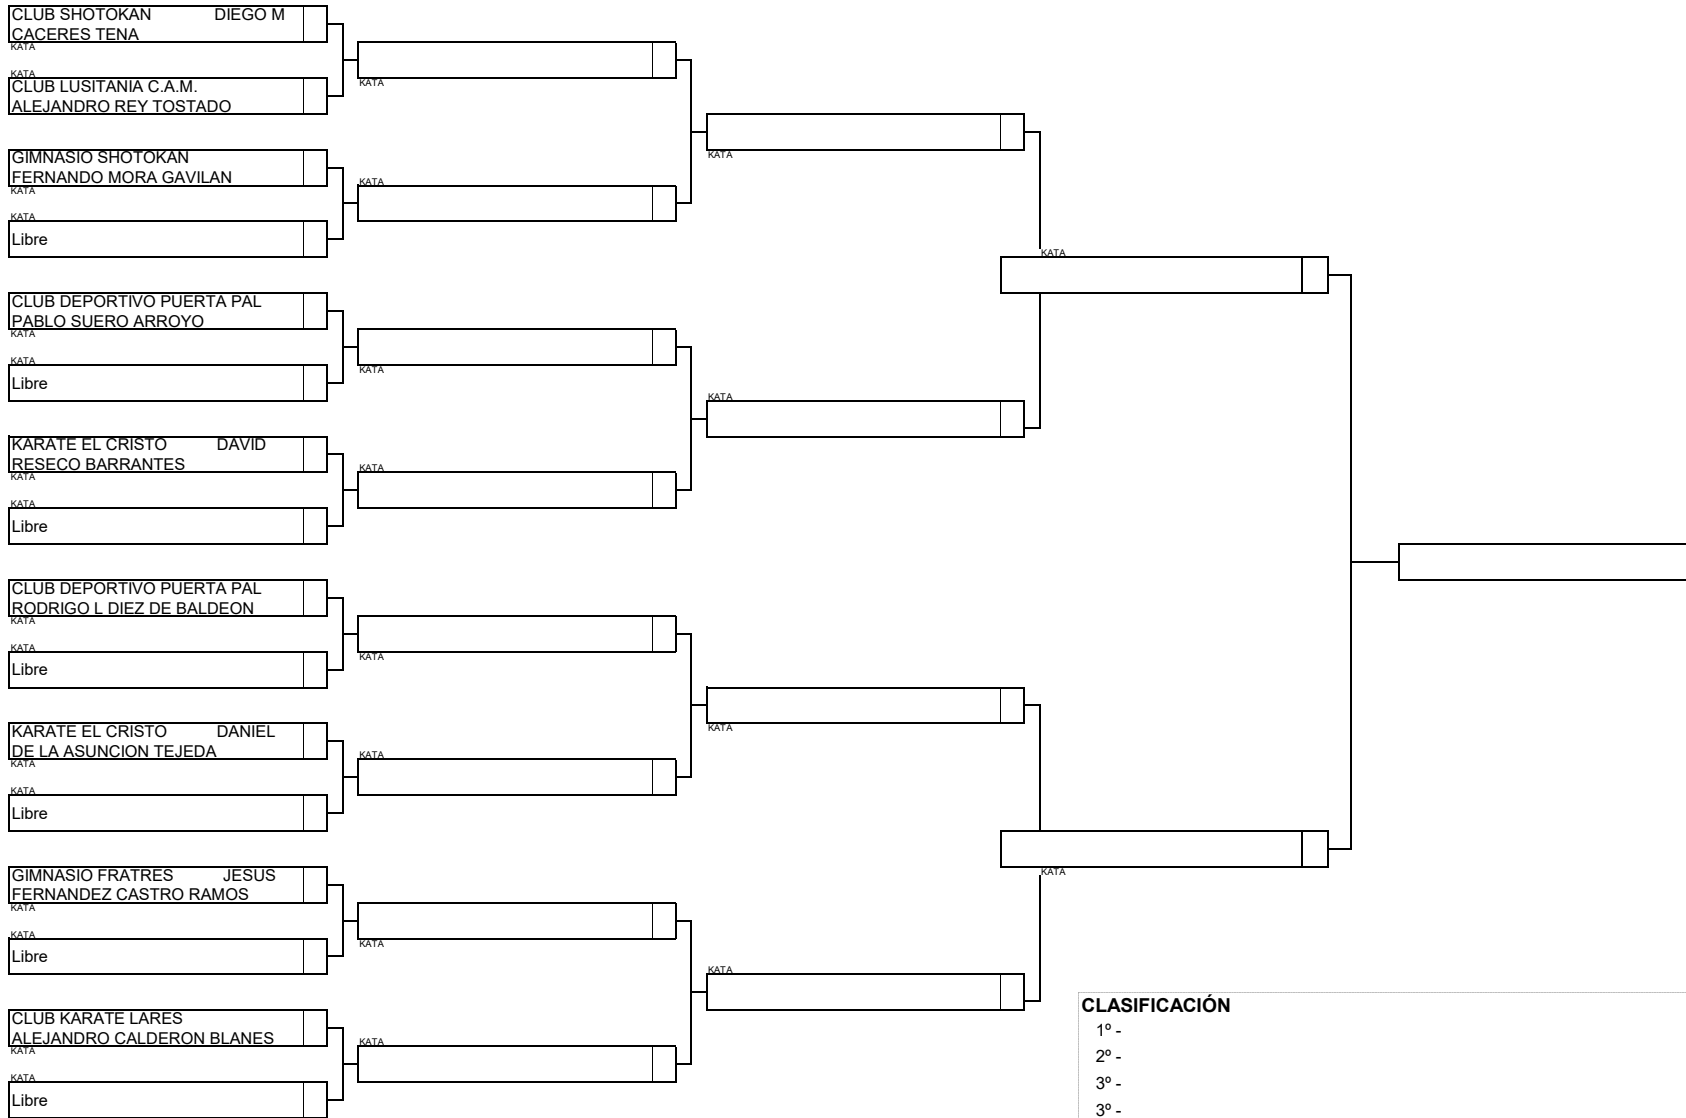 CLUB SHOTOKAN DIEGO M
CACERES TENA
KATA
KATA
CLUB LUSITANIA C.A.M.
ALEJANDRO REY TOSTADO
GIMNASIO SHOTOKAN
FERNANDO MORA GAVILAN
KATA
KATA
Libre
CLUB DEPORTIVO PUERTA PAL
PABLO SUERO ARROYO
KATA
KATA
Libre
KARATE EL CRISTO DAVID
RESECO BARRANTES
KATA
KATA
Libre
CLUB DEPORTIVO PUERTA PAL
RODRIGO L DIEZ DE BALDEON
KATA
KATA
Libre
KARATE EL CRISTO DANIEL
DE LA ASUNCION TEJEDA
KATA
KATA
Libre
GIMNASIO FRATRES JESUS
FERNANDEZ CASTRO RAMOS
KATA
KATA
Libre
CLUB KARATE LARES
ALEJANDRO CALDERON BLANES
KATA
KATA
Libre
KATA
KATA
KATA
KATA
KATA
KATA
KATA
KATA
KATA
KATA
KATA
KATA
KATA
KATA
CLASIFICACIÓN
1º -
2º -
3º -
3º -